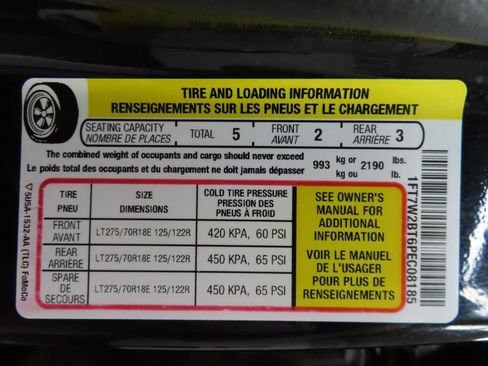 TIRE AND LOADING INFORMATION
RENSEIGNEMENTS SUR LES PNEUS ET LE CHARGEMENT
SEATING CAPACITY TOTAL 5 FRONT 2 REAR 3
NOMBRE DE PLACES AVANT ARRIÈRE
The combined weight of occupants and cargo should never exceed 993 kg or 2190 lbs.
Le poids total des occupants et du chargement ne doit jamais dépasser kg ou lb.
TIRE SIZE COLD TIRE PRESSURE
PNEU DIMENSIONS PRESSION DES
PNEUS À FROID
FRONT LT275/70R18E 125/122R 420 KPA, 60 PSI
AVANT
REAR LT275/70R18E 125/122R 450 KPA, 65 PSI
ARRIÈRE
SPARE LT275/70R18E 125/122R 450 KPA, 65 PSI
DE
SECOURS
SEE OWNER'S
MANUAL FOR
ADDITIONAL
INFORMATION
VOIR LE MANUEL
DE L'USAGER
POUR PLUS DE
RENSEIGNEMENTS
5U5A-1532-AA (TLC) FoMoCo
1FT7W2BT6PEC08185